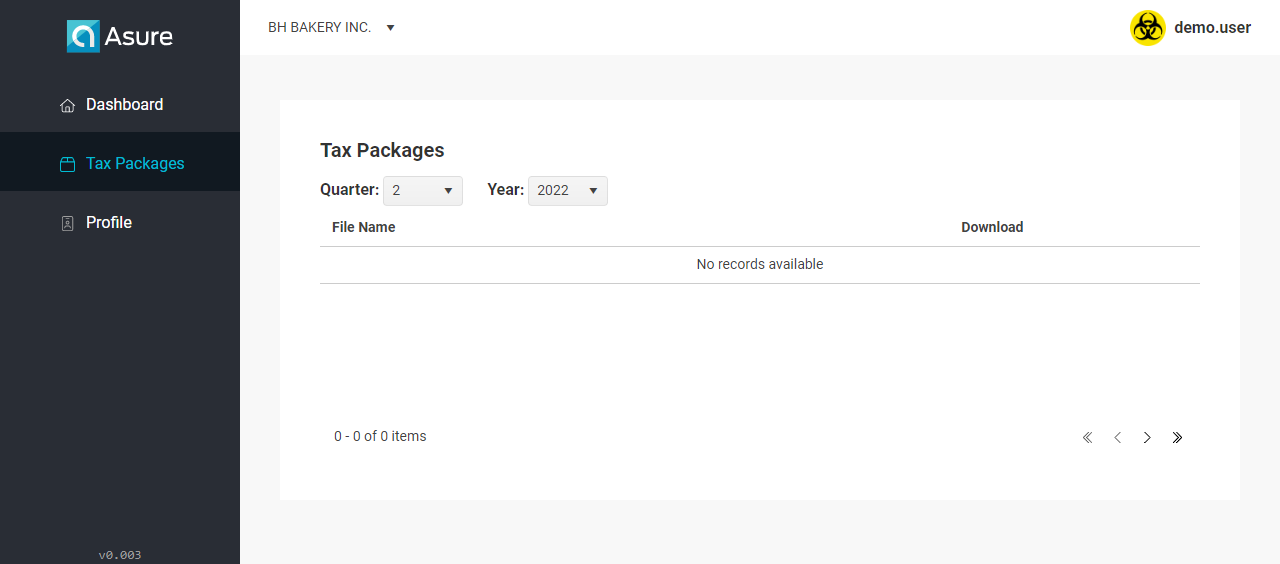 Asure
BH BAKERY INC.
demo.user
Dashboard
Tax Packages
Profile
v0.003
Tax Packages
Quarter: 2 Year: 2022
File Name Download
No records available
0 - 0 of 0 items